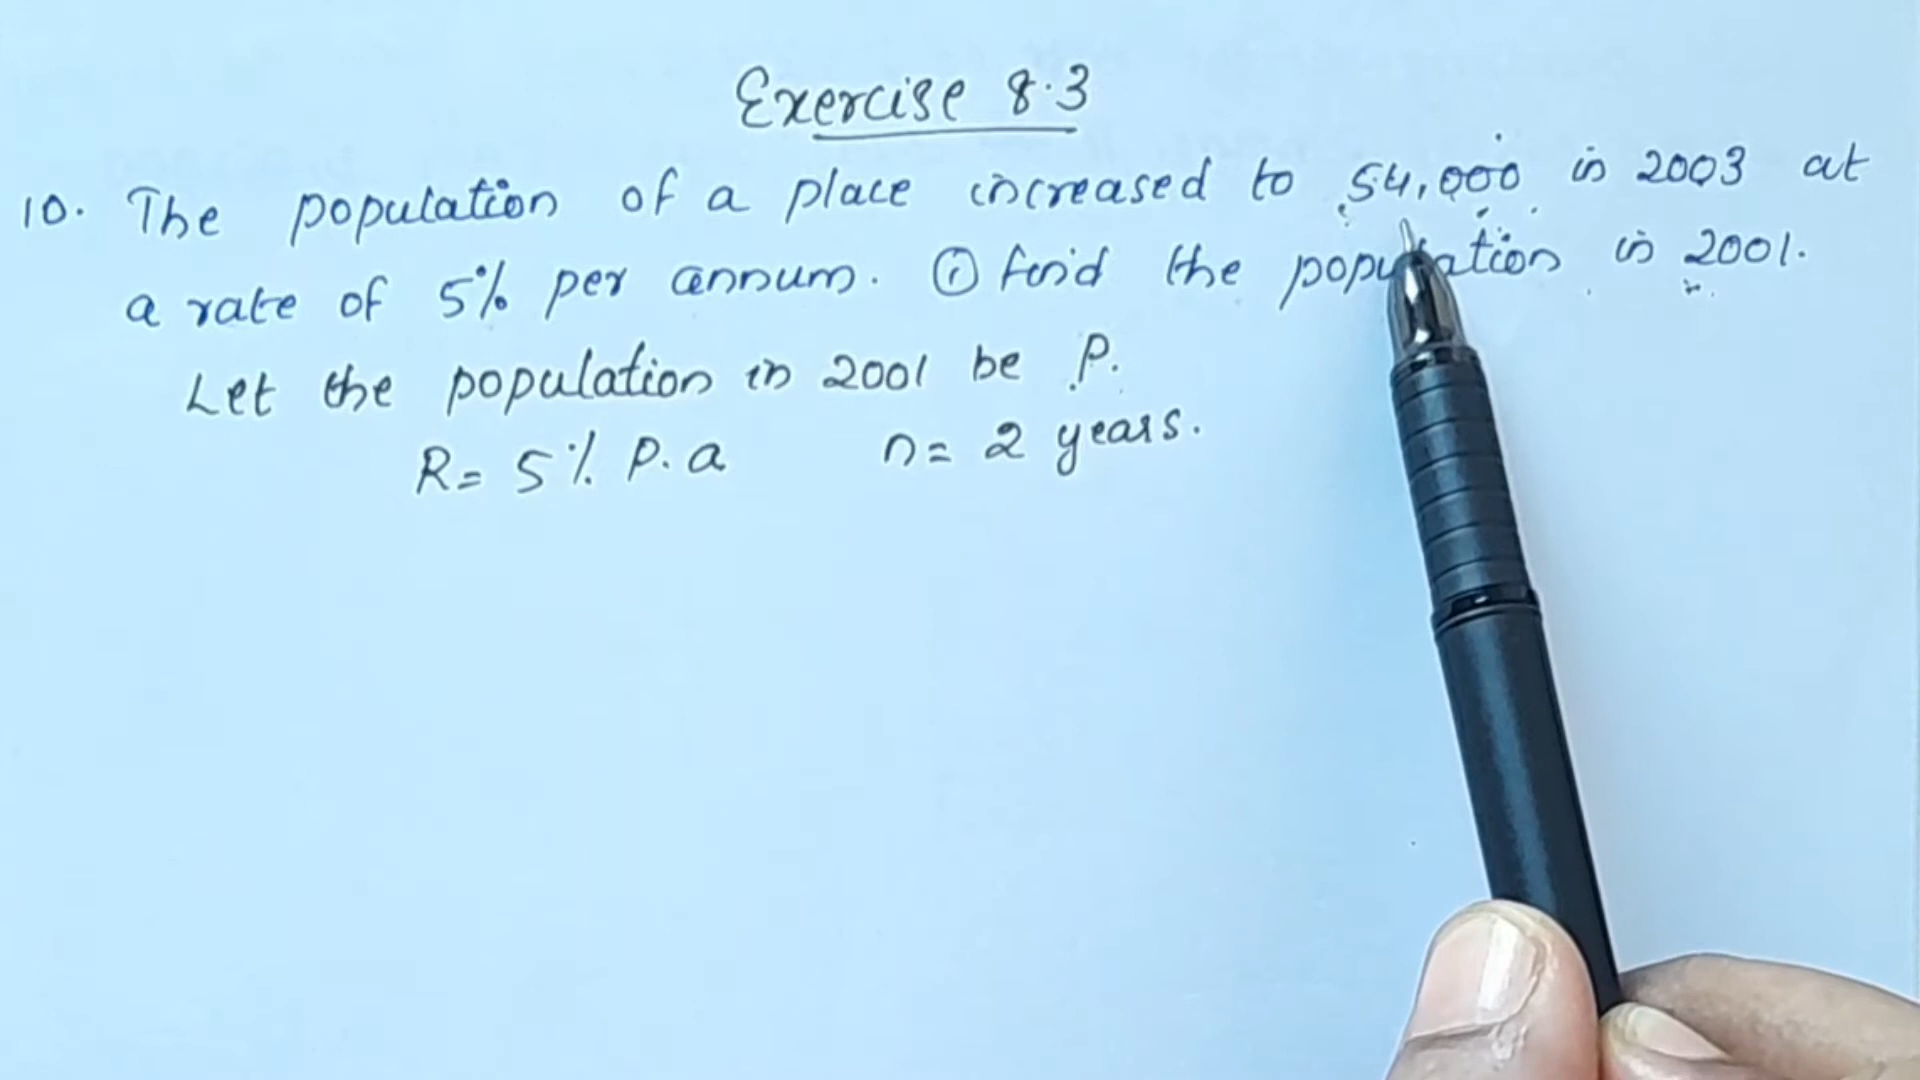 Exercise 8.3
10. The population of a place increased to 54,000 in 2003 at
a rate of 5% per annum. (i) find the population in 2001.
Let the population in 2001 be P.
R = 5% P.a n = 2 years.